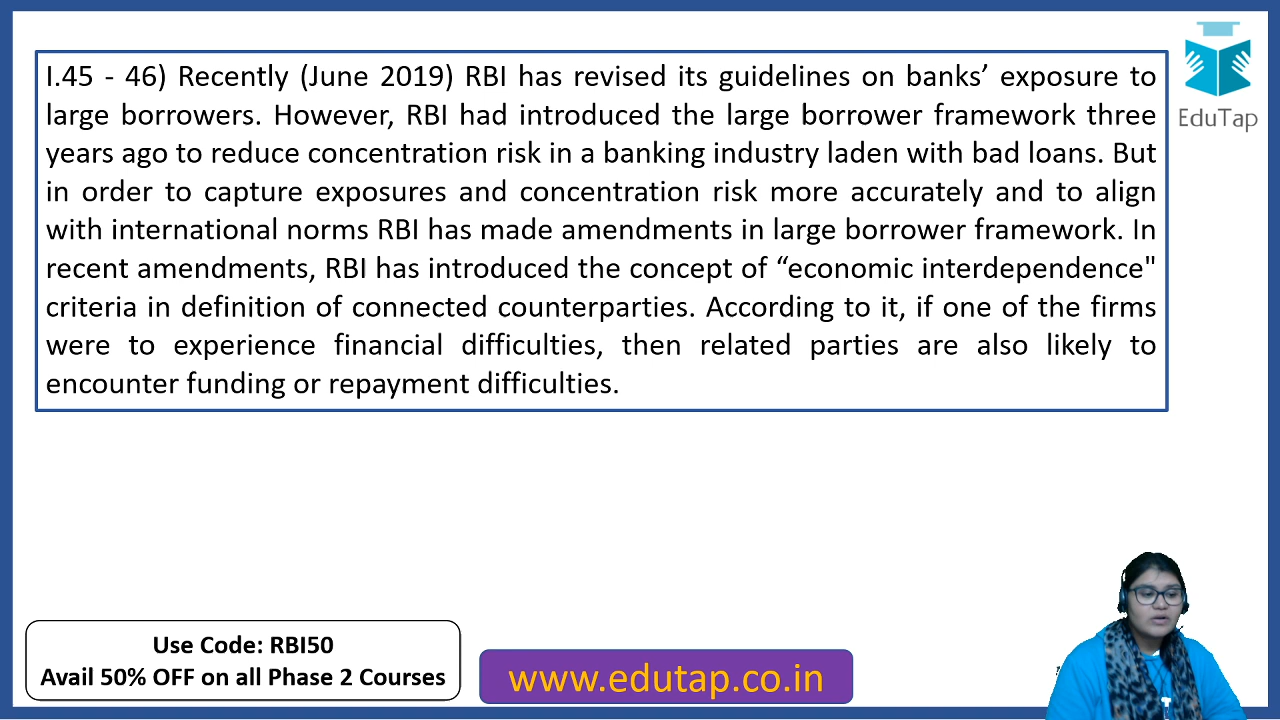 I.45 - 46) Recently (June 2019) RBI has revised its guidelines on banks’ exposure to
large borrowers. However, RBI had introduced the large borrower framework three
years ago to reduce concentration risk in a banking industry laden with bad loans. But
in order to capture exposures and concentration risk more accurately and to align
with international norms RBI has made amendments in large borrower framework. In
recent amendments, RBI has introduced the concept of “economic interdependence"
criteria in definition of connected counterparties. According to it, if one of the firms
were to experience financial difficulties, then related parties are also likely to
encounter funding or repayment difficulties.
EduTap
Use Code: RBI50
Avail 50% OFF on all Phase 2 Courses
www.edutap.co.in